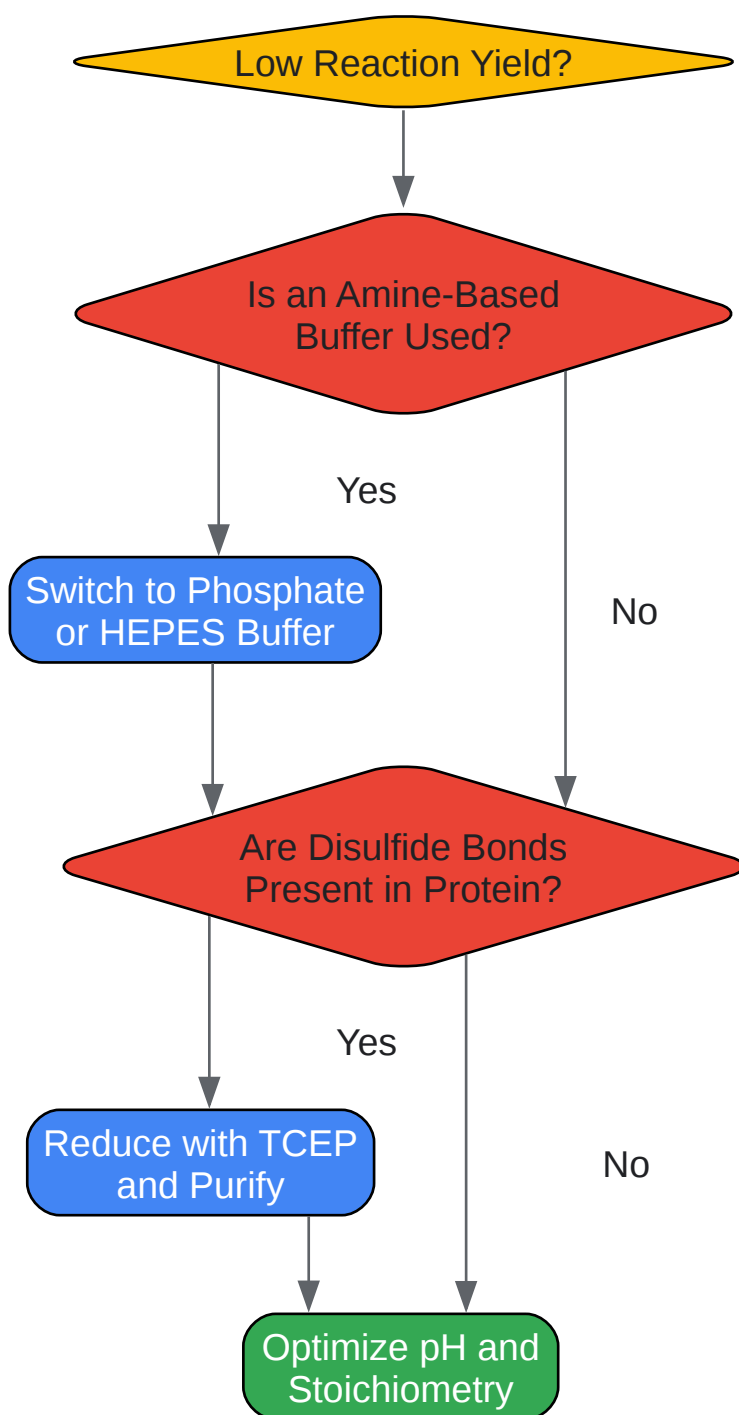 Low Reaction Yield?
Is an Amine-Based
Buffer Used?
Yes
Switch to Phosphate
or HEPES Buffer
No
Are Disulfide Bonds
Present in Protein?
Yes
Reduce with TCEP
and Purify
No
Optimize pH and
Stoichiometry